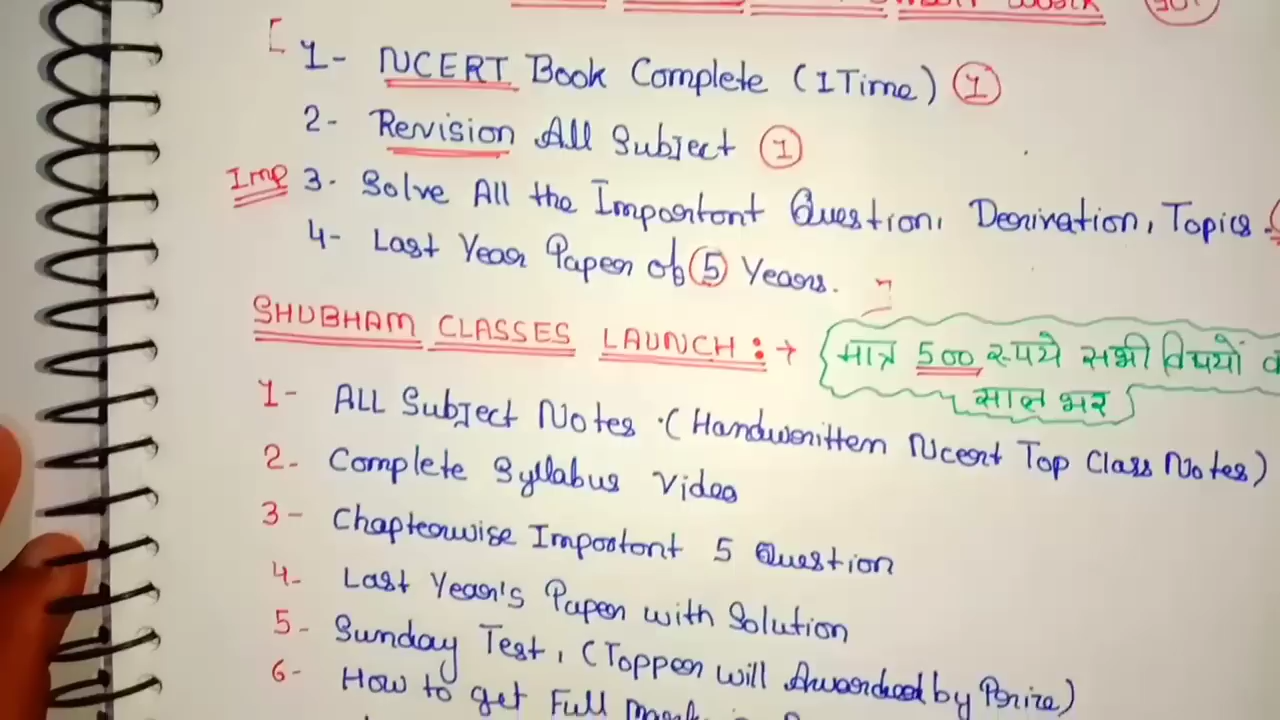 1- NCERT Book Complete (1 Time) 1
2- Revision All Subject 1
Imp 3. Solve All the Important Question, Derivation, Topics.
4- Last Year Paper of 5 Years.
SHUBHAM CLASSES LAUNCH :→
मात्र 500 रूपये सभी विषयों
साल भर
1- ALL Subject Notes. (Handwritten Ncert Top Class Notes)
2- Complete Syllabus Video
3- Chapterwise Important 5 Question
4- Last Year's Paper with Solution
5- Sunday Test, (Topper will Awarded by Prize)
6- How to get Full